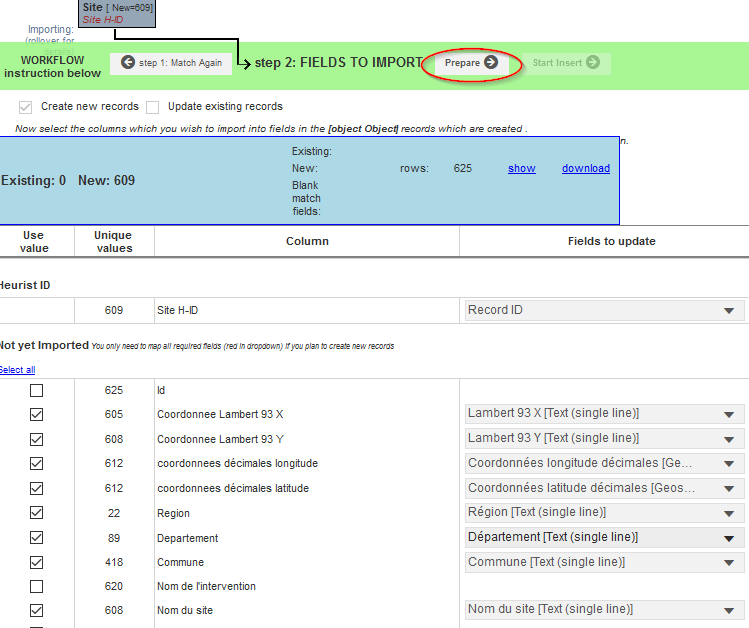 Site [ New=609]
Site H-ID
Importing:
(rollover for
details)
WORKFLOW
instruction below
step 1: Match Again
step 2: FIELDS TO IMPORT
Prepare
Start Insert
Create new records
Update existing records
Now select the columns which you wish to import into fields in the [object Object] records which are created .
n.
Existing: 0 New: 609
Existing:
New:
rows: 625 show download
Blank
match
fields:
Use
value
Unique
values
Column
Fields to update
Heurist ID
609 Site H-ID Record ID
Not yet Imported You only need to map all required fields (red in dropdown) if you plan to create new records
Select all
625 Id
605 Coordonnee Lambert 93 X Lambert 93 X [Text (single line)]
608 Coordonnee Lambert 93 Y Lambert 93 Y [Text (single line)]
612 coordonnees décimales longitude Coordonnées longitude décimales [Ge...
612 coordonnees décimales latitude Coordonnées latitude décimales [Geos...
22 Region Région [Text (single line)]
89 Departement Département [Text (single line)]
418 Commune Commune [Text (single line)]
620 Nom de l'intervention
608 Nom du site Nom du site [Text (single line)]